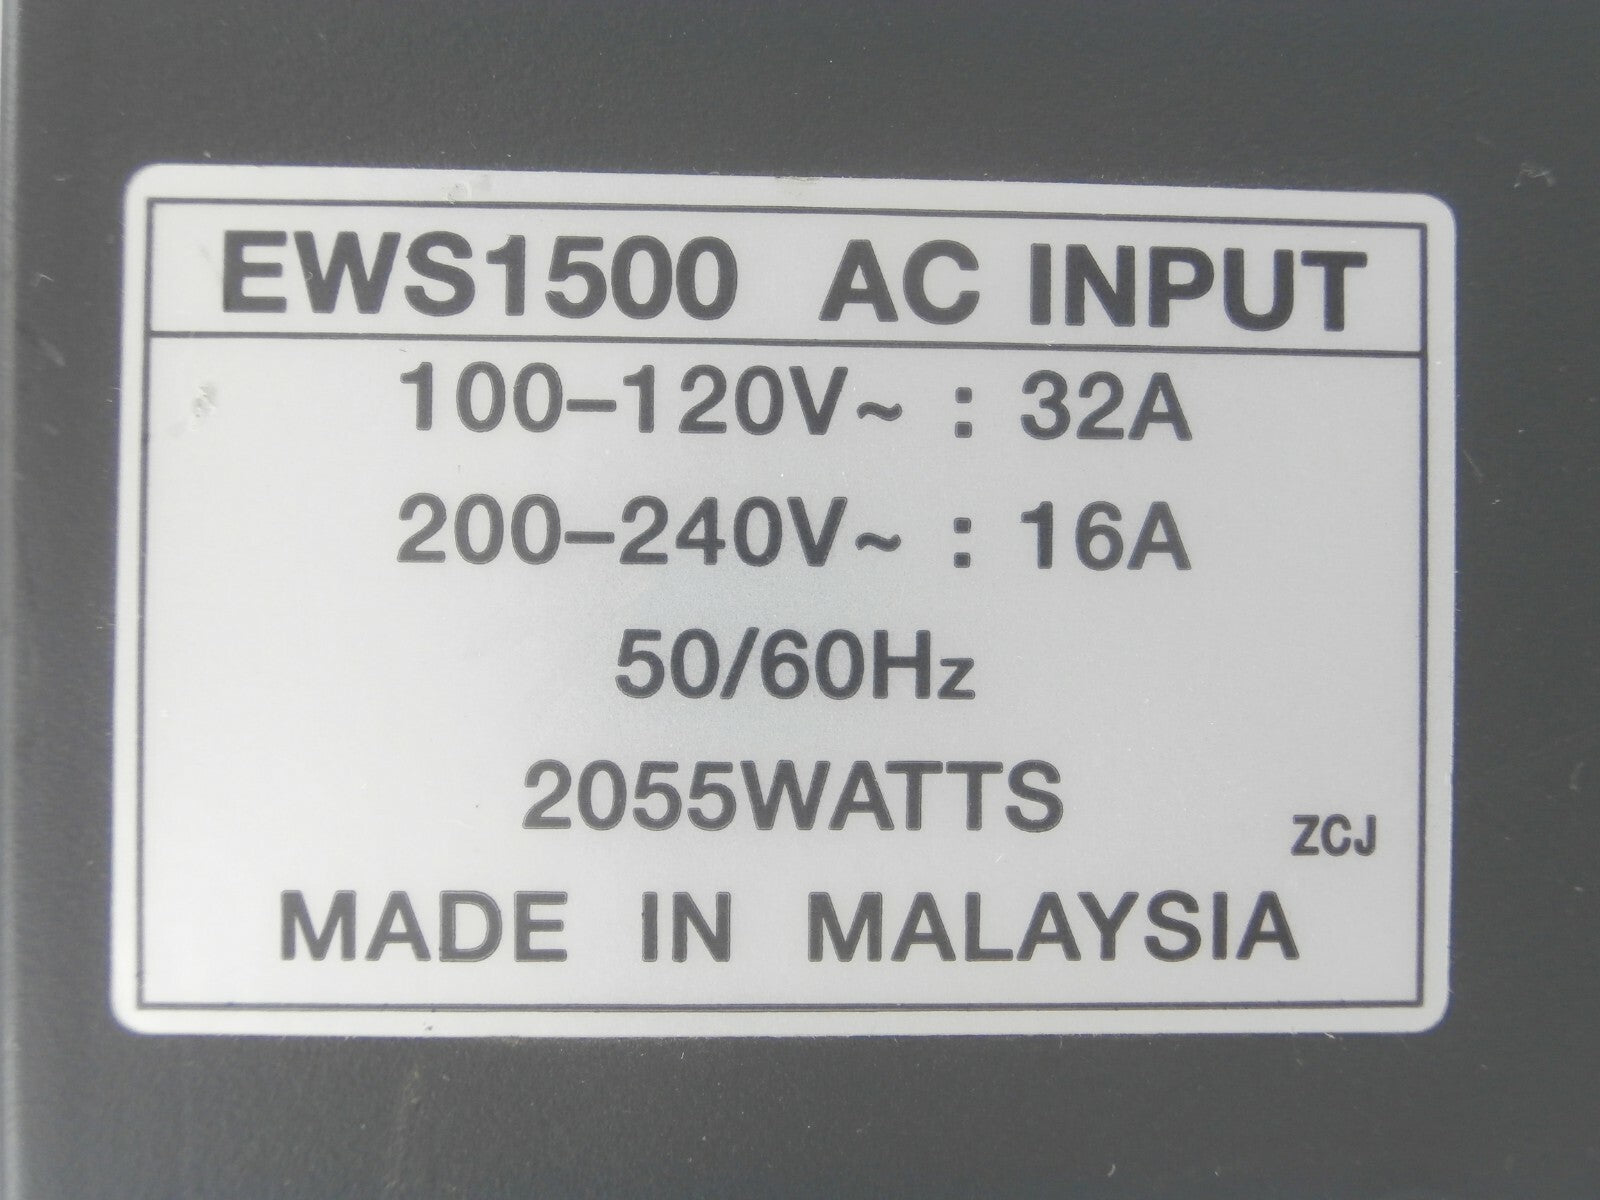 EWS1500 AC INPUT
100–120V~ : 32A
200–240V~ : 16A
50/60Hz
2055WATTS
ZCJ
MADE IN MALAYSIA